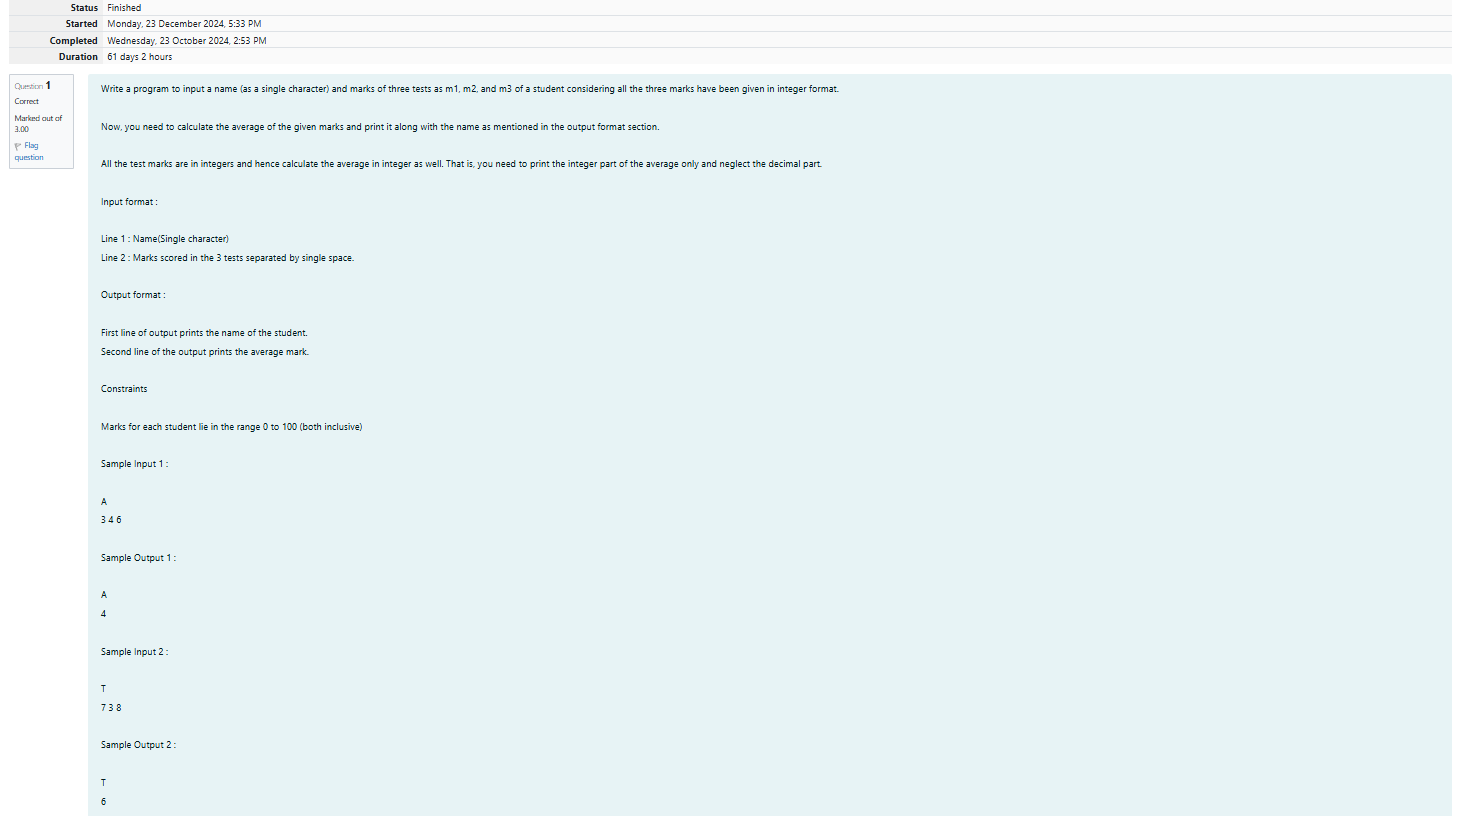 Status Finished
Started Monday, 23 December 2024, 5:33 PM
Completed Wednesday, 23 October 2024, 2:53 PM
Duration 61 days 2 hours
Question 1
Correct
Marked out of
3.00
Flag
question
Write a program to input a name (as a single character) and marks of three tests as m1, m2, and m3 of a student considering all the three marks have been given in integer format.
Now, you need to calculate the average of the given marks and print it along with the name as mentioned in the output format section.
All the test marks are in integers and hence calculate the average in integer as well. That is, you need to print the integer part of the average only and neglect the decimal part.
Input format :
Line 1 : Name(Single character)
Line 2 : Marks scored in the 3 tests separated by single space.
Output format :
First line of output prints the name of the student.
Second line of the output prints the average mark.
Constraints
Marks for each student lie in the range 0 to 100 (both inclusive)
Sample Input 1 :
A
3 4 6
Sample Output 1 :
A
4
Sample Input 2 :
T
7 3 8
Sample Output 2 :
T
6